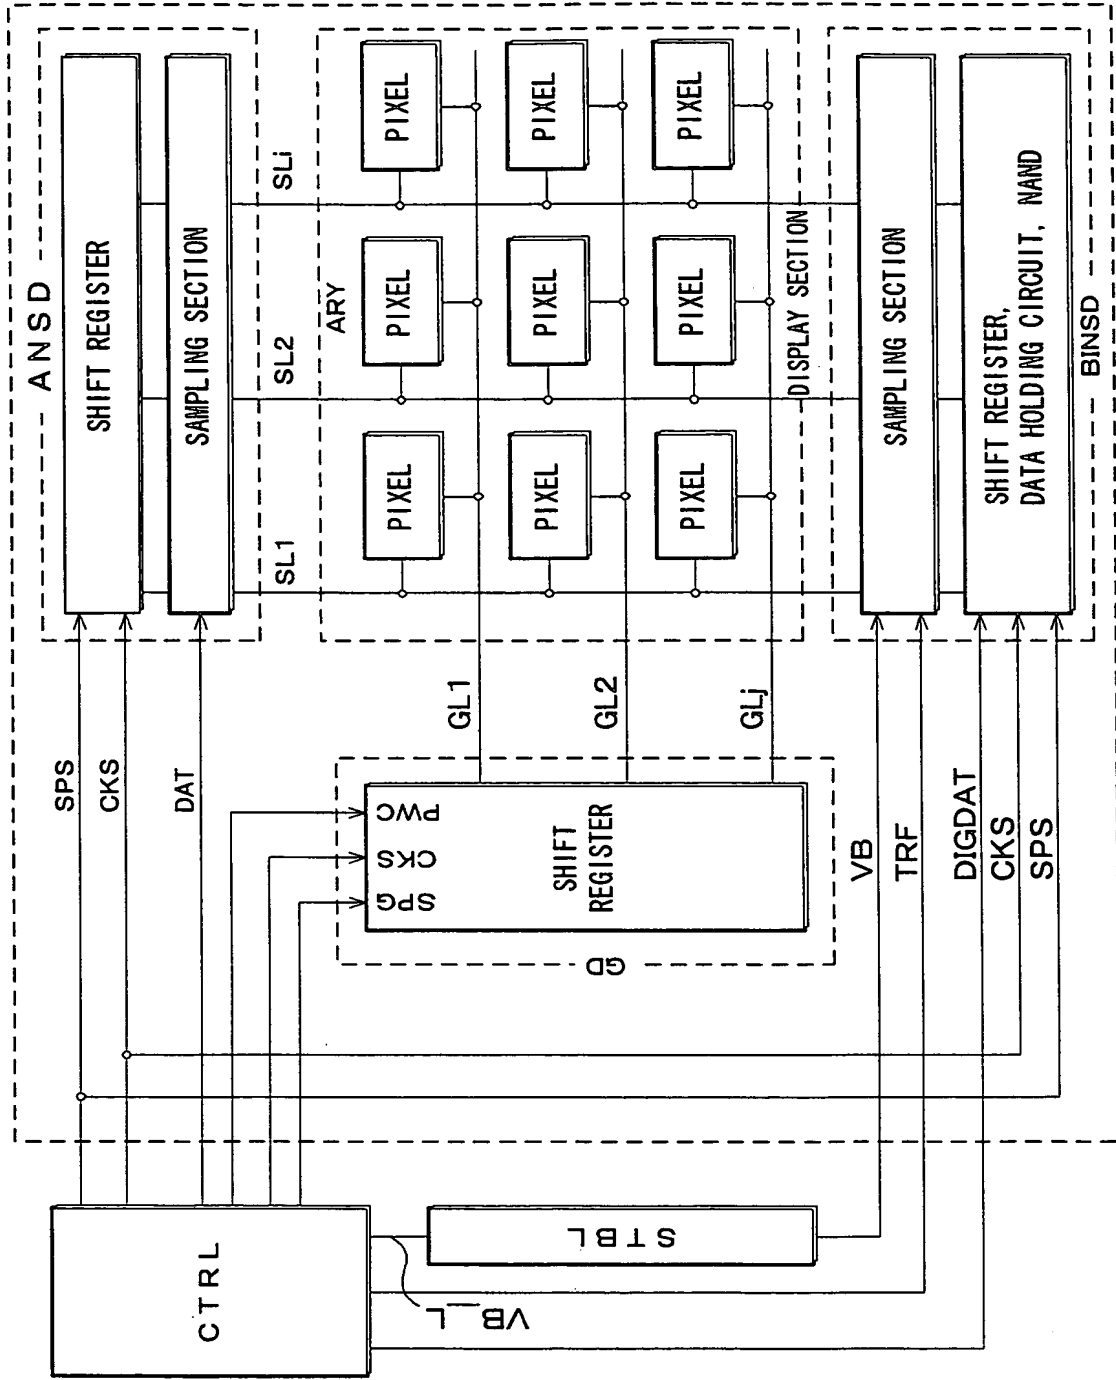 ANSD
SHIFT REGISTER
SAMPLING SECTION
SPS
CKS
DAT
SL1
SL2
SLi
ARY
PIXEL
PIXEL
PIXEL
PIXEL
PIXEL
PIXEL
PIXEL
PIXEL
PIXEL
DISPLAY SECTION
GL1
GL2
GLj
PWC
CKS
SPG
SHIFT
REGISTER
GD
SAMPLING SECTION
SHIFT REGISTER,
DATA HOLDING CIRCUIT, NAND
BINSD
VB
TRF
DIGDAT
CKS
SPS
CTRL
STBL
VB_L